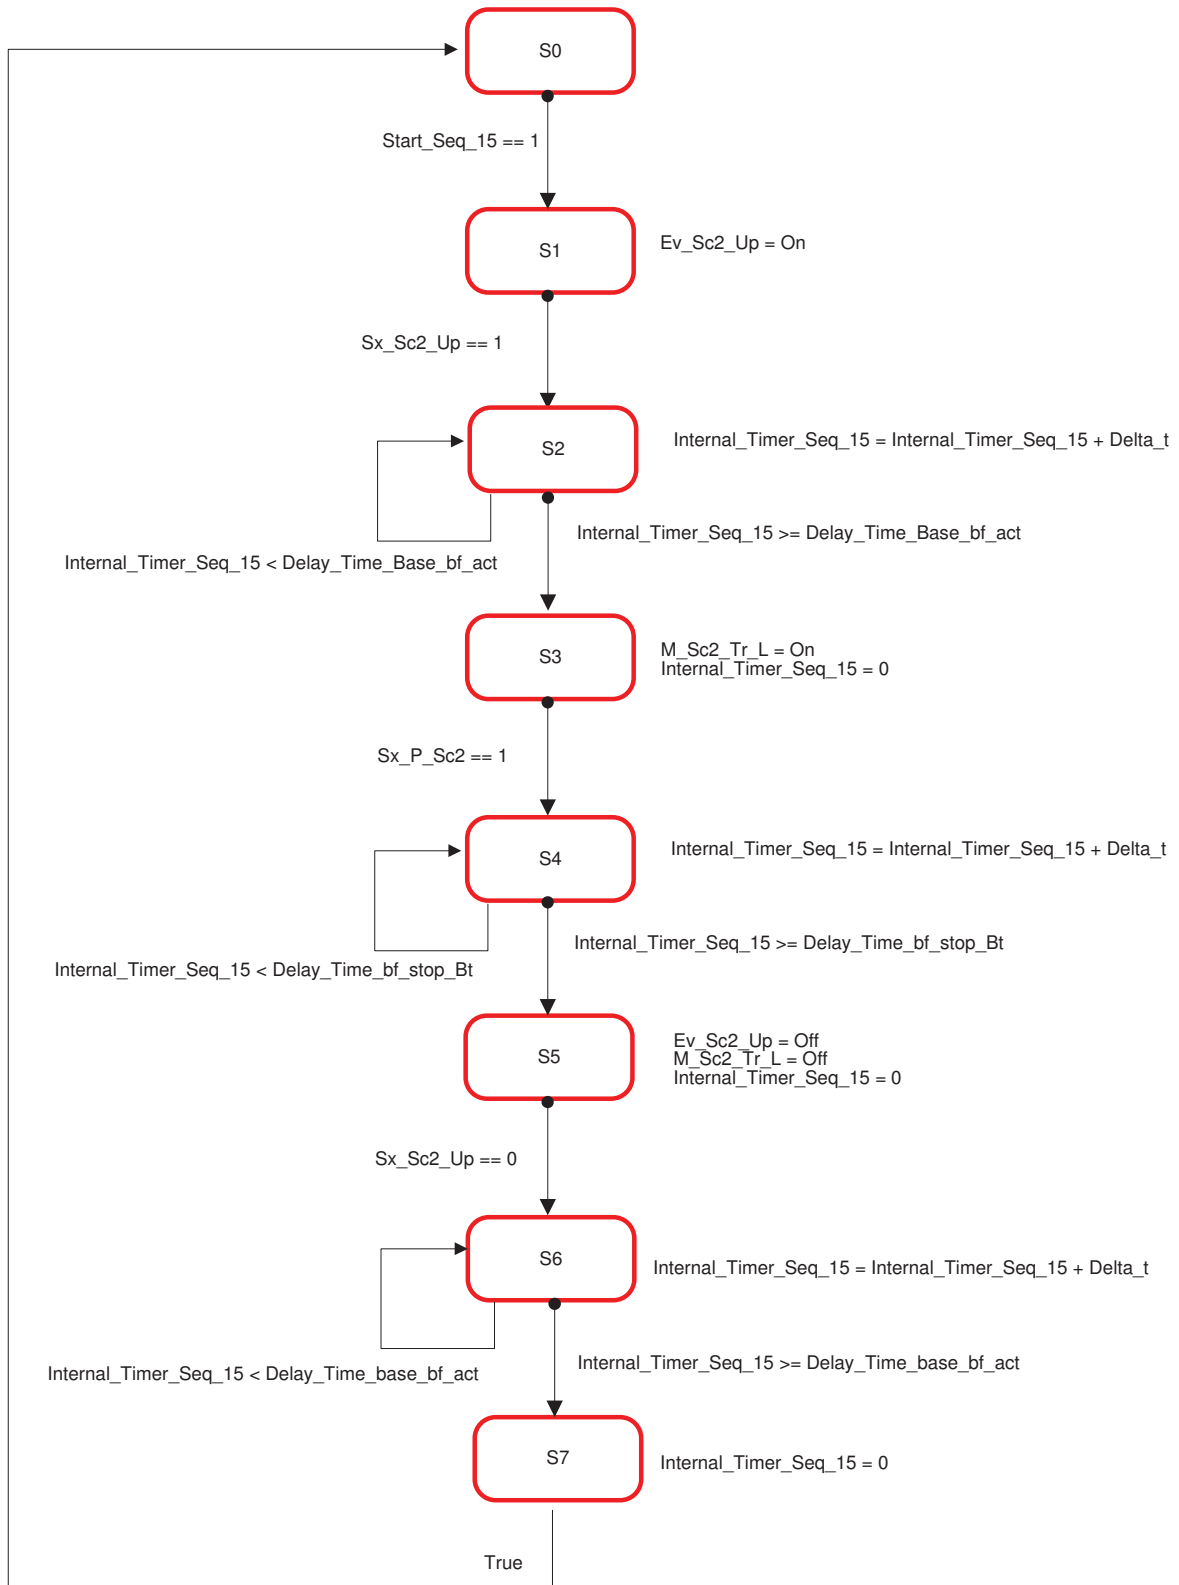 S0
Start_Seq_15 == 1
S1
Ev_Sc2_Up = On
Sx_Sc2_Up == 1
S2
Internal_Timer_Seq_15 = Internal_Timer_Seq_15 + Delta_t
Internal_Timer_Seq_15 >= Delay_Time_Base_bf_act
Internal_Timer_Seq_15 < Delay_Time_Base_bf_act
S3
M_Sc2_Tr_L = On
Internal_Timer_Seq_15 = 0
Sx_P_Sc2 == 1
S4
Internal_Timer_Seq_15 = Internal_Timer_Seq_15 + Delta_t
Internal_Timer_Seq_15 >= Delay_Time_bf_stop_Bt
Internal_Timer_Seq_15 < Delay_Time_bf_stop_Bt
S5
Ev_Sc2_Up = Off
M_Sc2_Tr_L = Off
Internal_Timer_Seq_15 = 0
Sx_Sc2_Up == 0
S6
Internal_Timer_Seq_15 = Internal_Timer_Seq_15 + Delta_t
Internal_Timer_Seq_15 >= Delay_Time_base_bf_act
Internal_Timer_Seq_15 < Delay_Time_base_bf_act
S7
Internal_Timer_Seq_15 = 0
True